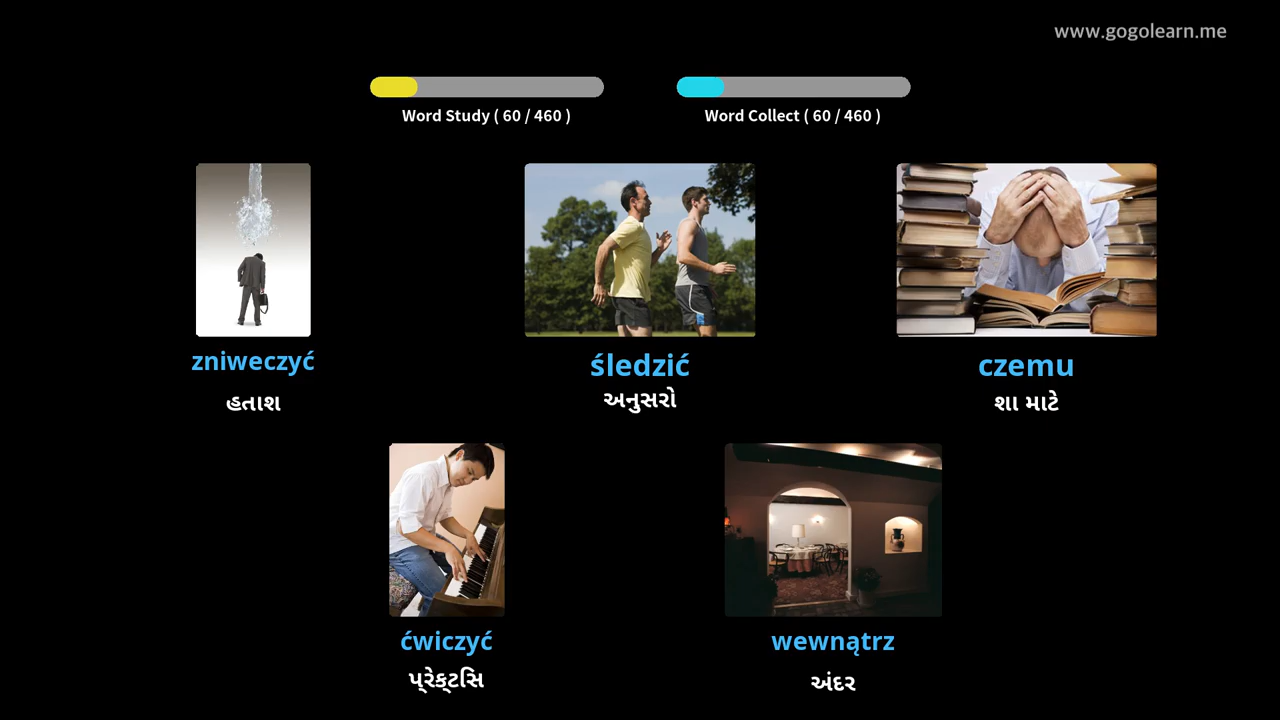 www.gogolearn.me
Word Study ( 60 / 460 )
Word Collect ( 60 / 460 )
zniweczyć
હતાશ
śledzić
અનુસરો
czemu
શા માટે
ćwiczyć
પ્રેક્ટસિ
wewnątrz
અંદર